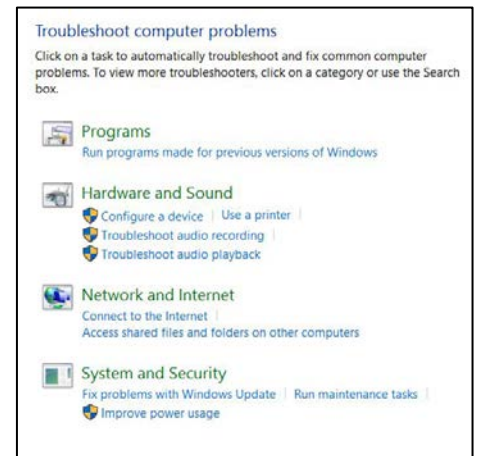 Troubleshoot computer problems
Click on a task to automatically troubleshoot and fix common computer
problems. To view more troubleshooters, click on a category or use the Search
box.
Programs
Run programs made for previous versions of Windows
Hardware and Sound
Configure a device | Use a printer |
Troubleshoot audio recording |
Troubleshoot audio playback
Network and Internet
Connect to the Internet |
Access shared files and folders on other computers
System and Security
Fix problems with Windows Update | Run maintenance tasks |
Improve power usage